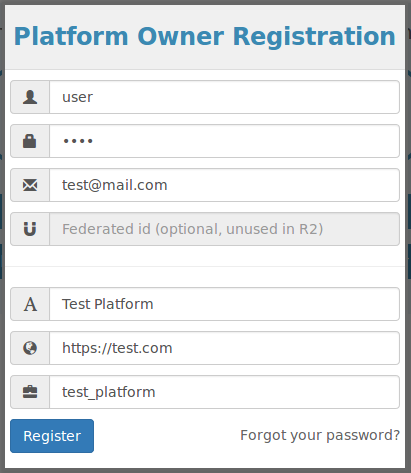 Platform Owner Registration
user
••••
test@mail.com
Federated id (optional, unused in R2)
A
Test Platform
https://test.com
test_platform
Register
Forgot your password?